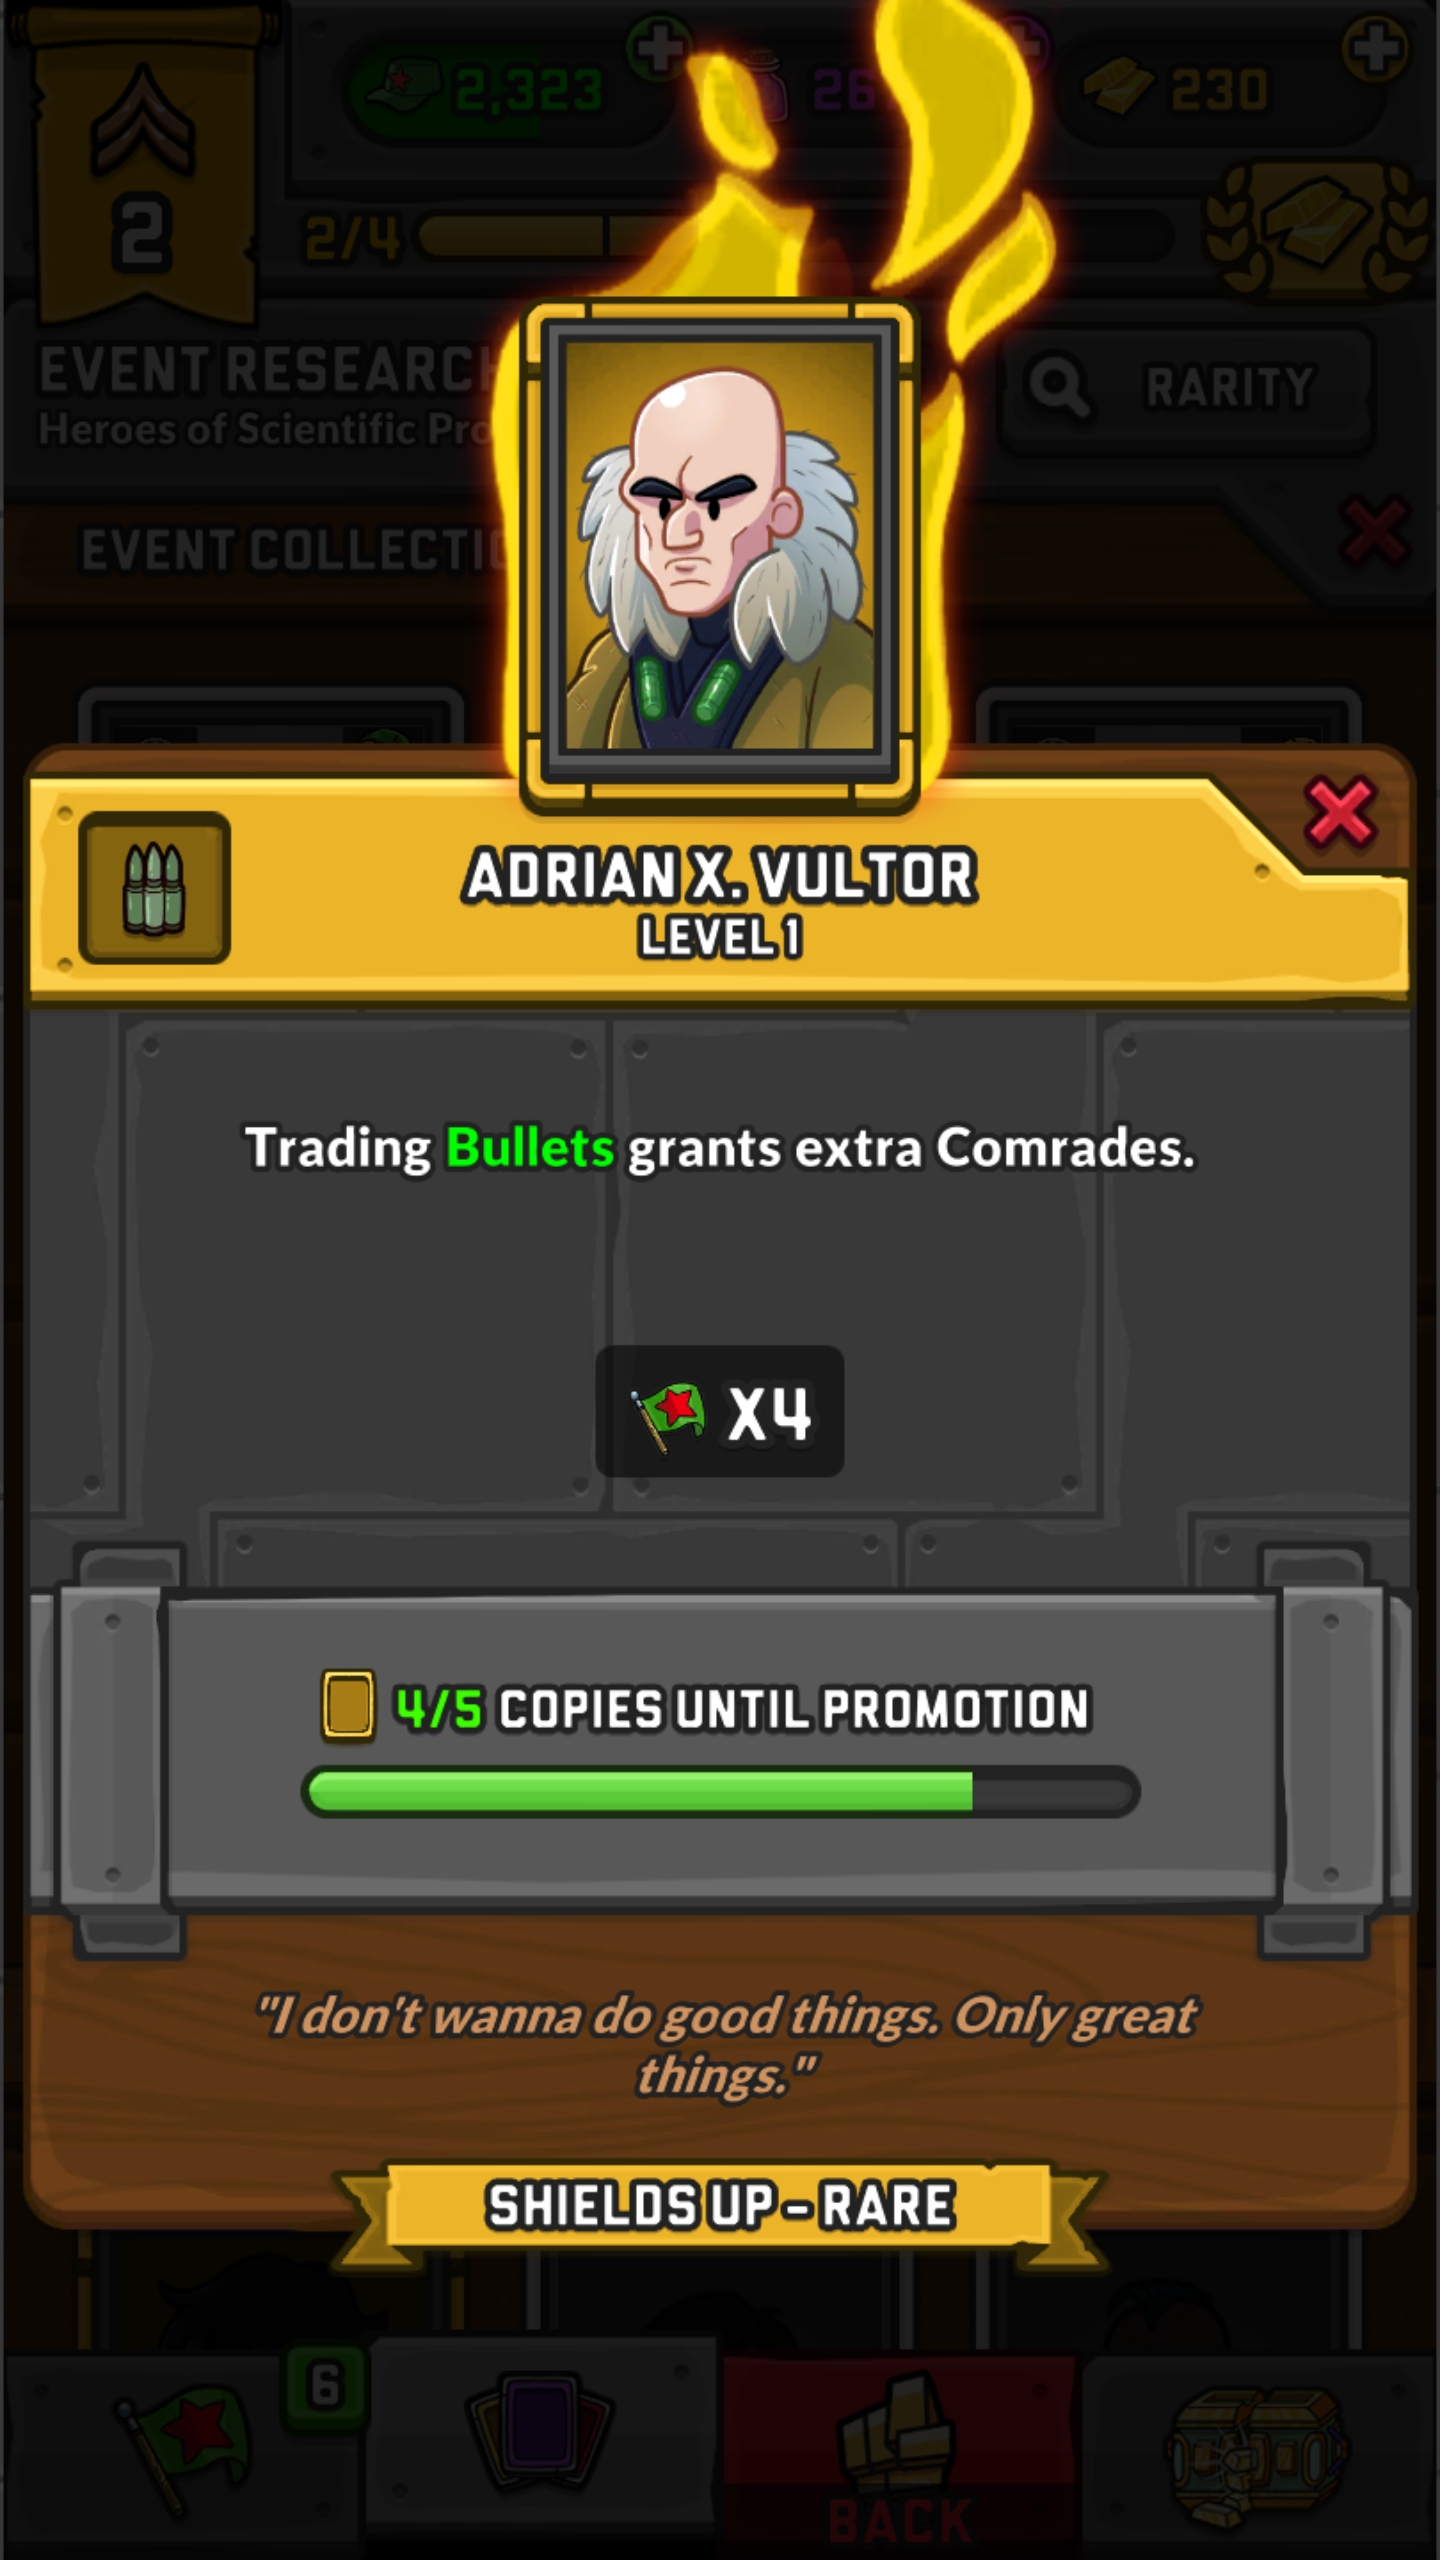 2,323
26
230
2
2/4
EVENT RESEARCH
RARITY
Heroes of Scientific Pro
EVENT COLLECTIO
ADRIAN X. VULTOR
LEVEL 1
Trading Bullets grants extra Comrades.
X4
4/5 COPIES UNTIL PROMOTION
"I don't wanna do good things. Only great
things."
SHIELDS UP - RARE
6
BACK